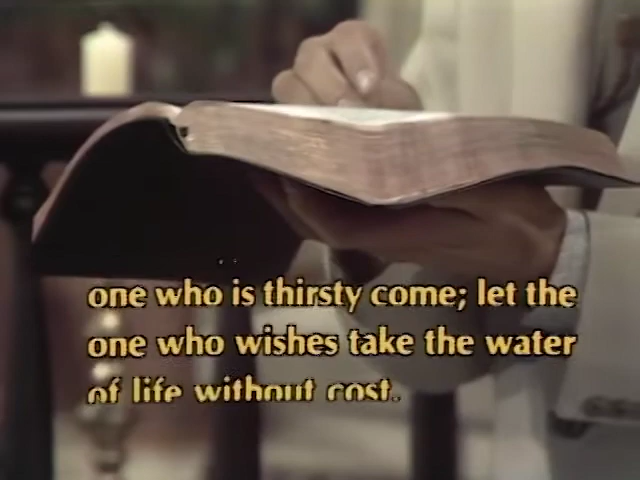 one who is thirsty come; let the
one who wishes take the water
of life without cost.